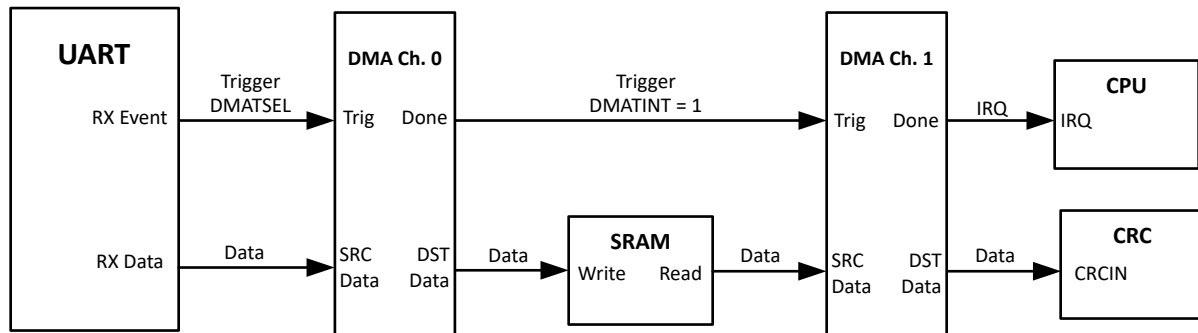 UART
RX Event
RX Data
Trigger
DMATSEL
Data
DMA Ch. 0
Trig Done
SRC DST
Data Data
Trigger
DMATINT = 1
Data
SRAM
Write Read
Data
DMA Ch. 1
Trig Done
SRC DST
Data Data
IRQ
Data
CPU
IRQ
CRC
CRCIN